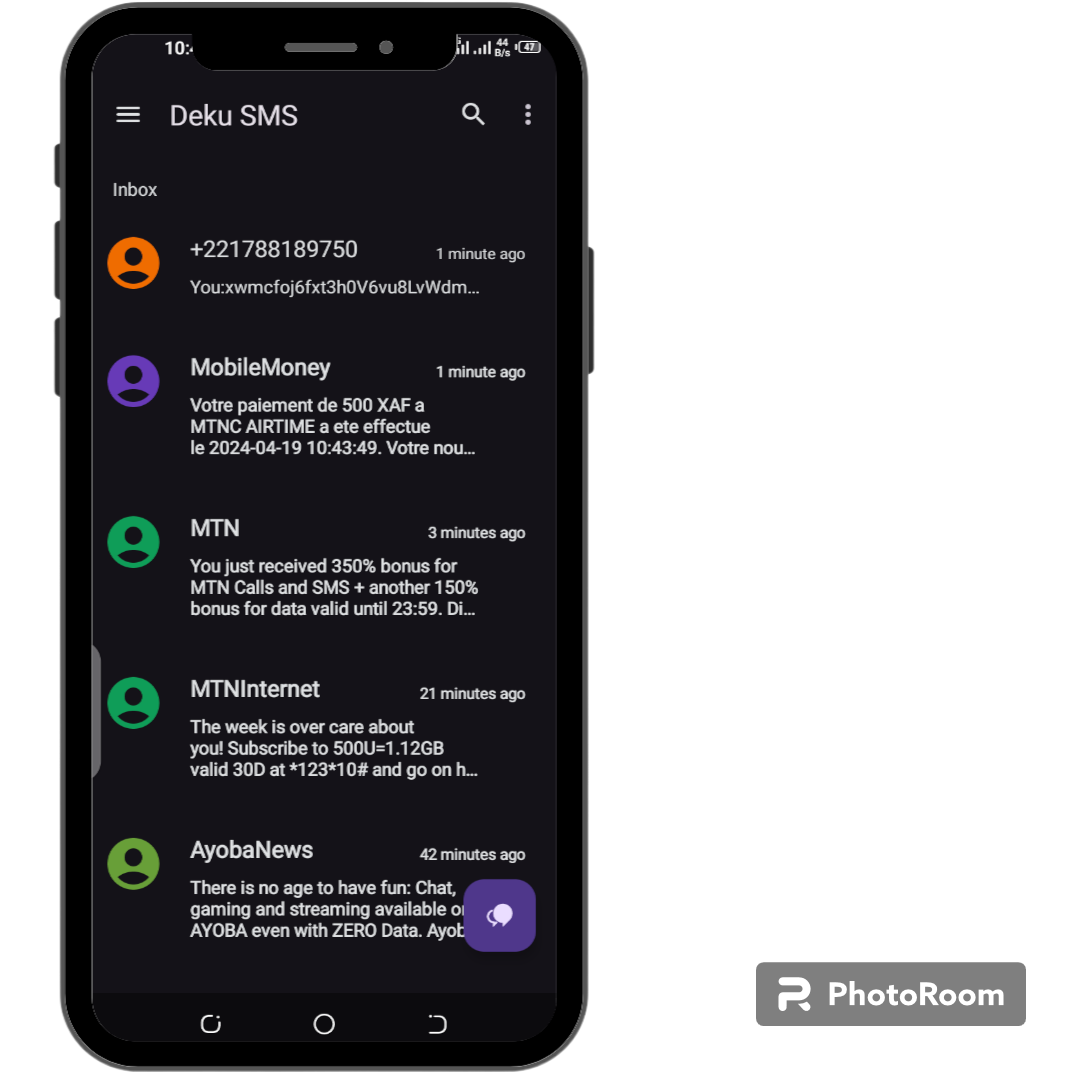 10:4
44
B/s
47
Deku SMS
Inbox
+221788189750
1 minute ago
You:xwmcfoj6fxt3h0V6vu8LvWdm...
MobileMoney
1 minute ago
Votre paiement de 500 XAF a
MTNC AIRTIME a ete effectue
le 2024-04-19 10:43:49. Votre nou...
MTN
3 minutes ago
You just received 350% bonus for
MTN Calls and SMS + another 150%
bonus for data valid until 23:59. Di...
MTNInternet
21 minutes ago
The week is over care about
you! Subscribe to 500U=1.12GB
valid 30D at *123*10# and go on h...
AyobaNews
42 minutes ago
There is no age to have fun: Chat,
gaming and streaming available
AYOBA even with ZERO Data. Ayob
PhotoRoom